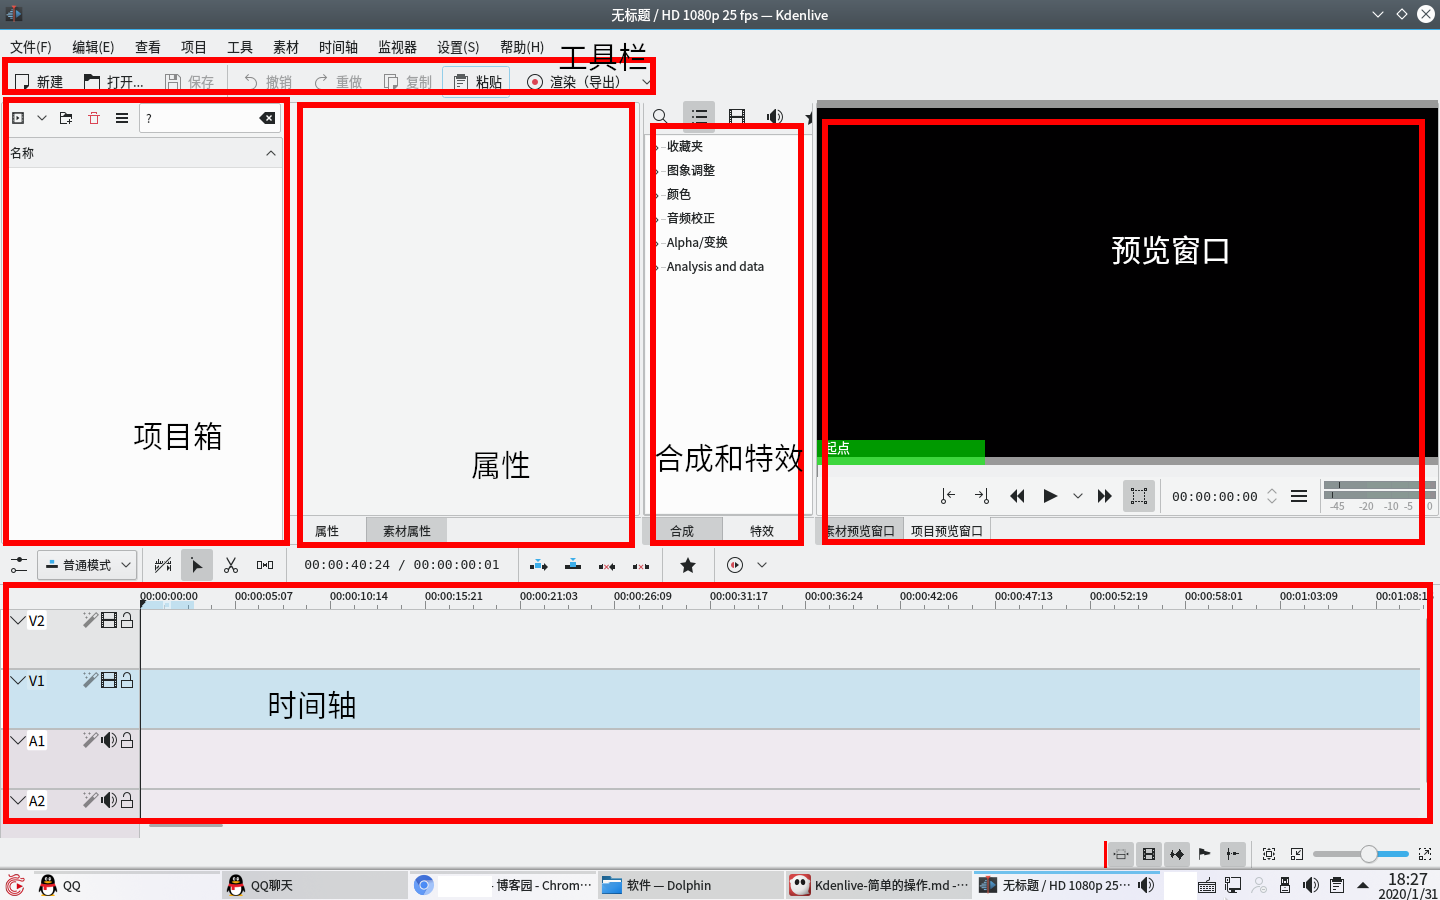 无标题 / HD 1080p 25 fps — Kdenlive
文件(F) 编辑(E) 查看 项目 工具 素材 时间轴 监视器 设置(S) 帮助(H)
工具栏
新建 打开... 保存 撤销 重做 复制 粘贴 渲染（导出）
?
名称
收藏夹
图象调整
颜色
音频校正
Alpha/变换
Analysis and data
预览窗口
项目箱
属性
合成和特效
起点
00:00:00:00
-45 -20 -10 -5 0
属性 素材属性 合成 特效 素材预览窗口 项目预览窗口
普通模式 00:00:40:24 / 00:00:00:01
00:00:00:00 00:00:05:07 00:00:10:14 00:00:15:21 00:00:21:03 00:00:26:09 00:00:31:17 00:00:36:24 00:00:42:06 00:00:47:13 00:00:52:19 00:00:58:01 00:01:03:09 00:01:08:1
V2
V1
时间轴
A1
A2
QQ QQ聊天 · 博客园 - Chrom··· 软件 — Dolphin Kdenlive-简单的操作.md -··· 无标题 / HD 1080p 25··· 18:27
2020/1/31